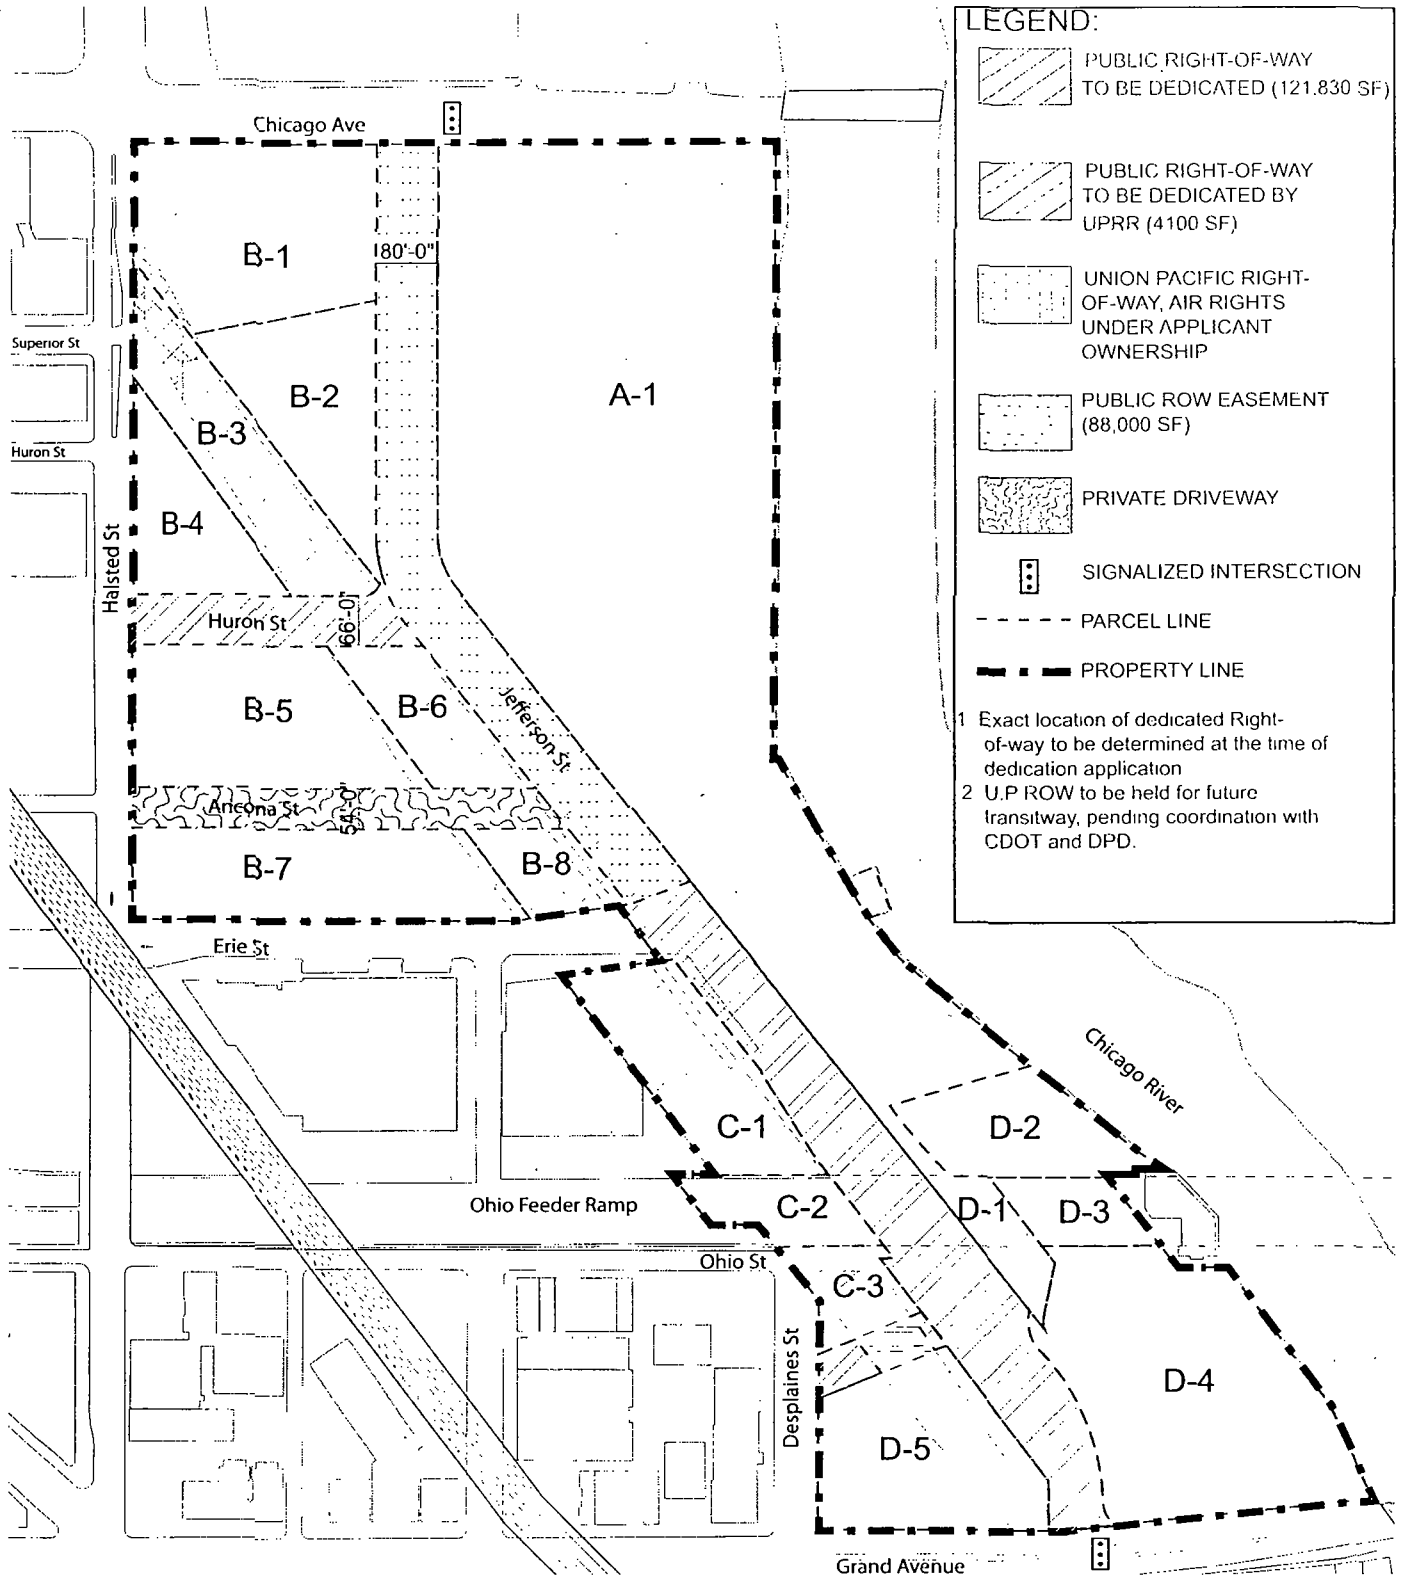 LEGEND:
PUBLIC RIGHT-OF-WAY
TO BE DEDICATED (121.830 SF)
PUBLIC RIGHT-OF-WAY
TO BE DEDICATED BY
UPRR (4100 SF)
UNION PACIFIC RIGHT-
OF-WAY, AIR RIGHTS
UNDER APPLICANT
OWNERSHIP
PUBLIC ROW EASEMENT
(88,000 SF)
PRIVATE DRIVEWAY
SIGNALIZED INTERSECTION
PARCEL LINE
PROPERTY LINE
1 Exact location of dedicated Right-
of-way to be determined at the time of
dedication application
2 U.P ROW to be held for future
transitway, pending coordination with
CDOT and DPD.
Chicago Ave
B-1
80'-0"
Superior St
B-2
A-1
B-3
Huron St
B-4
Halsted St
Huron St
66'-0"
B-5
B-6
Jefferson St
Ancona St
54'-0"
B-7
B-8
Erie St
Chicago River
C-1
D-2
Ohio Feeder Ramp
C-2
D-1
D-3
Ohio St
C-3
Desplaines St
D-4
D-5
Grand Avenue